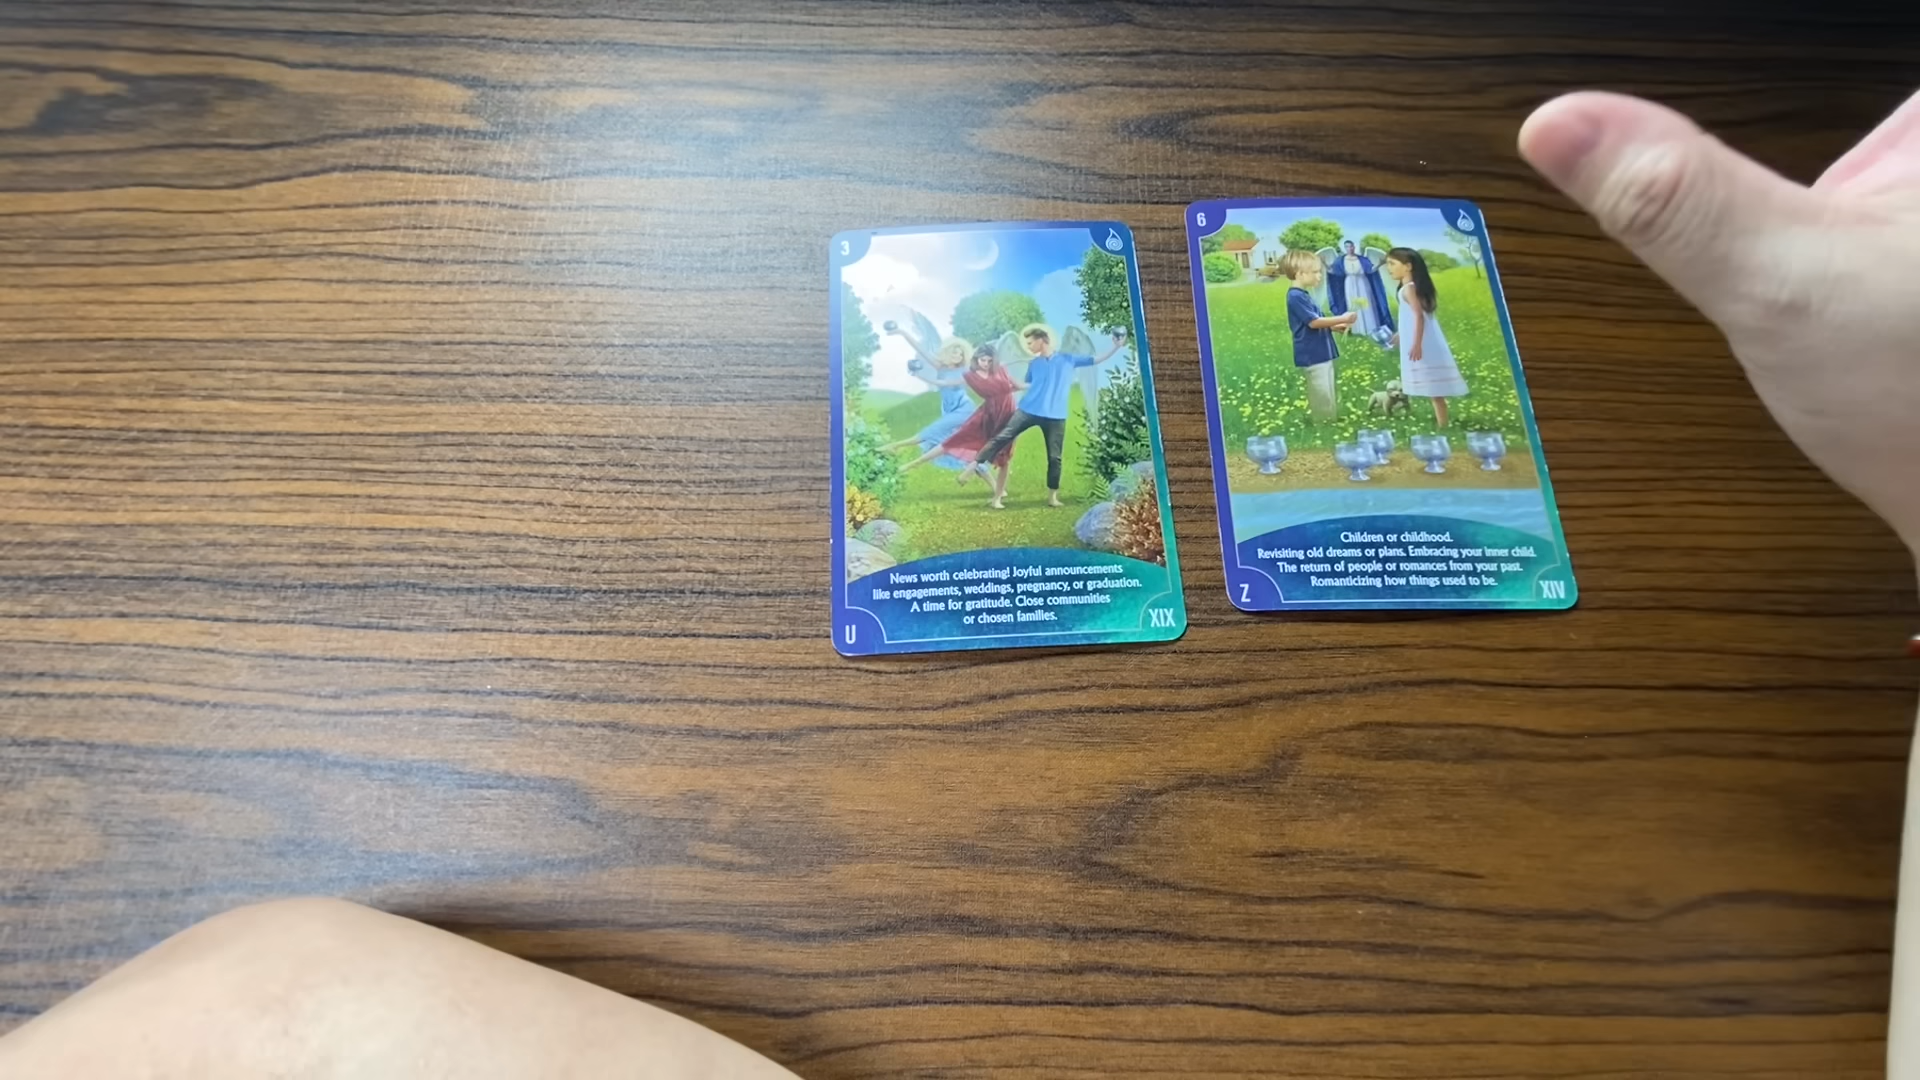 3
News worth celebrating! Joyful announcements
like engagements, weddings, pregnancy, or graduation.
A time for gratitude. Close communities
or chosen families.
U
XIX
6
Children or childhood.
Revisiting old dreams or plans. Embracing your inner child.
The return of people or romances from your past.
Romanticizing how things used to be.
Z
XIV